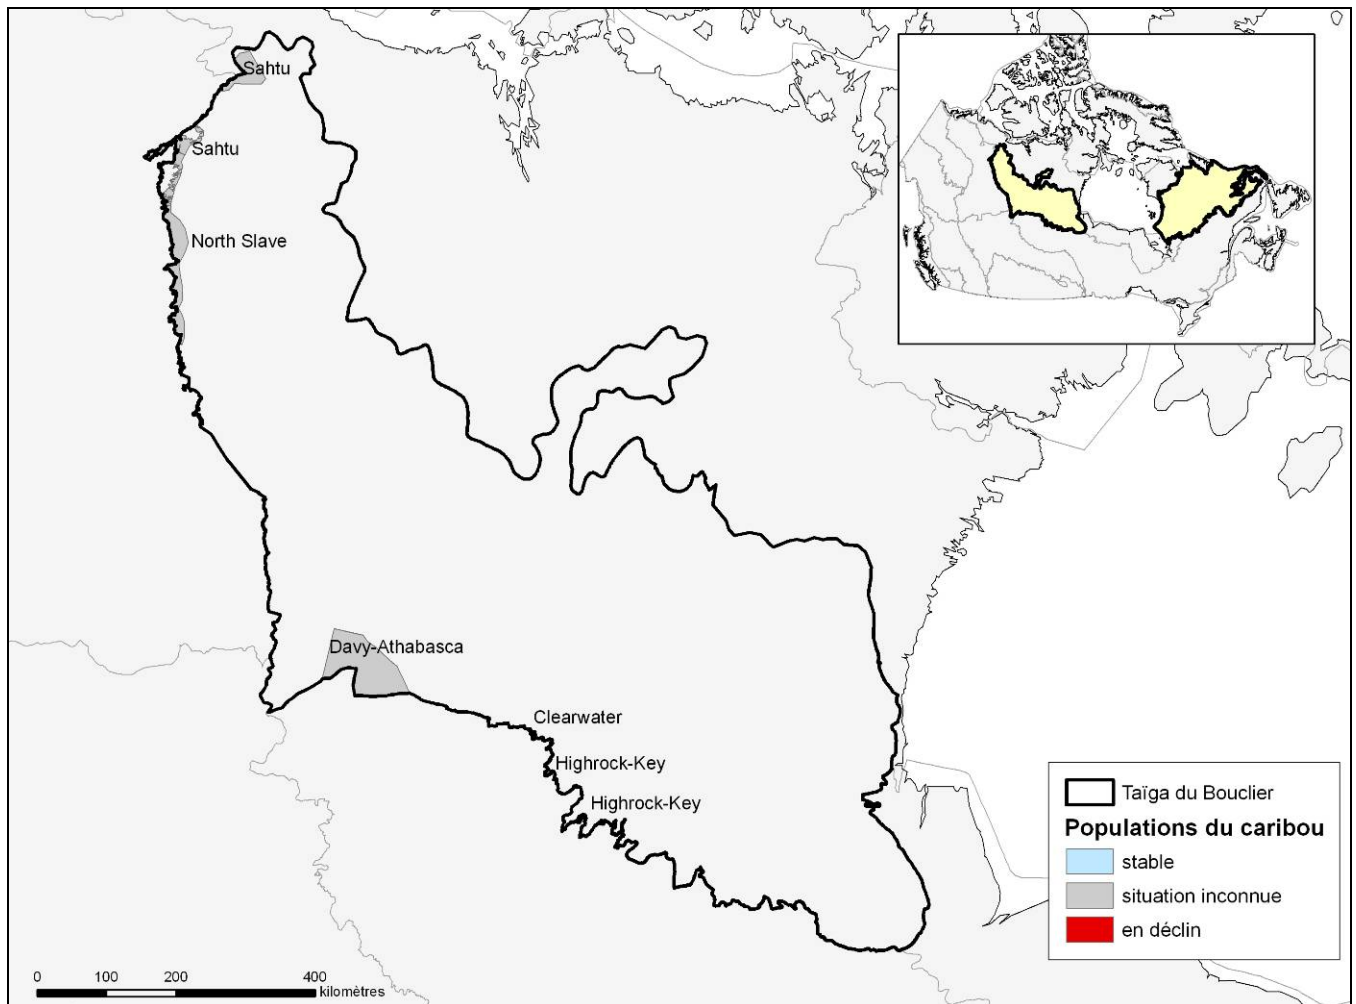 Sahtu
Sahtu
North Slave
Davy-Athabasca
Clearwater
Highrock-Key
Highrock-Key
Taïga du Bouclier
Populations du caribou
stable
situation inconnue
en déclin
0 100 200 400
kilomètres